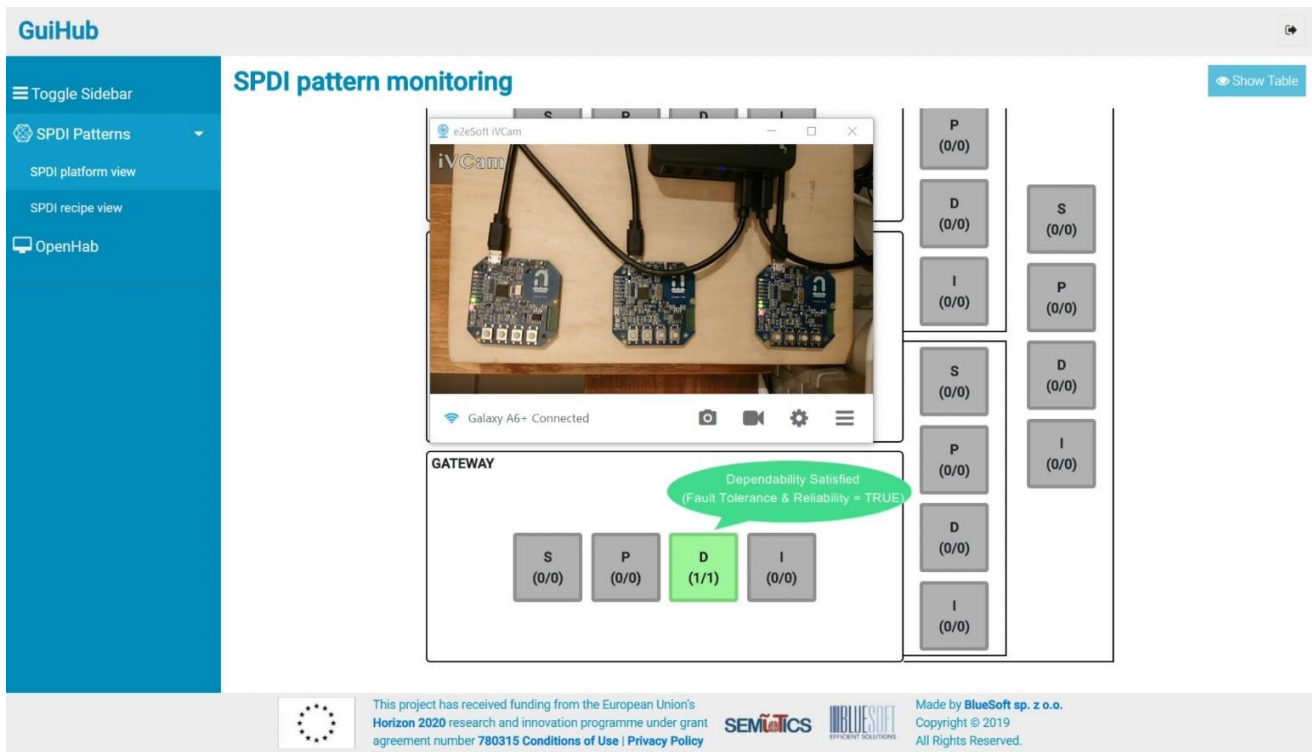 GuiHub
Toggle Sidebar
SPDI Patterns
SPDI platform view
SPDI recipe view
OpenHab
SPDI pattern monitoring
Show Table
S
P
D
I
e2eSoft iVCam
iVCam
Galaxy A6+ Connected
GATEWAY
Dependability Satisfied
(Fault Tolerance & Reliability = TRUE)
S
(0/0)
P
(0/0)
D
(1/1)
I
(0/0)
P
(0/0)
D
(0/0)
I
(0/0)
S
(0/0)
P
(0/0)
D
(0/0)
I
(0/0)
S
(0/0)
P
(0/0)
D
(0/0)
I
(0/0)
This project has received funding from the European Union's
Horizon 2020 research and innovation programme under grant
agreement number 780315 Conditions of Use | Privacy Policy
SEMIoTICS
BLUESOFT
EFFICIENT SOLUTIONS
Made by BlueSoft sp. z o.o.
Copyright © 2019
All Rights Reserved.